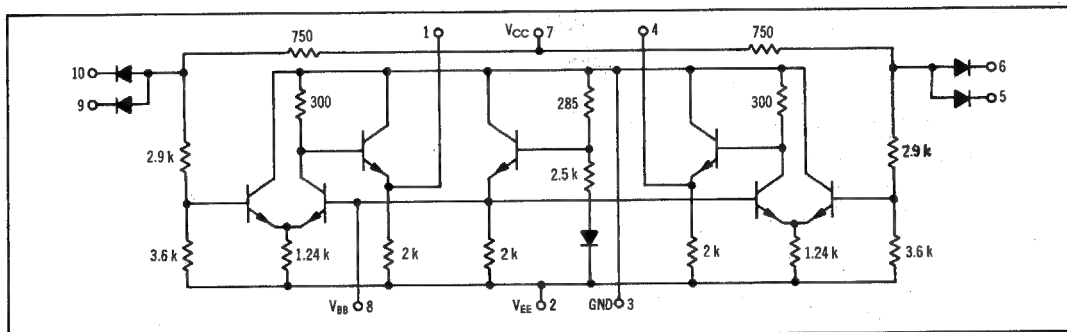 750 1 VCC 7 4 750
10 6
9 300 285 300 5
2.9 k 2.5 k 2.9 k
3.6 k 1.24 k 2 k 2 k 2 k 1.24 k 3.6 k
VBB 8 VEE 2 GND 3